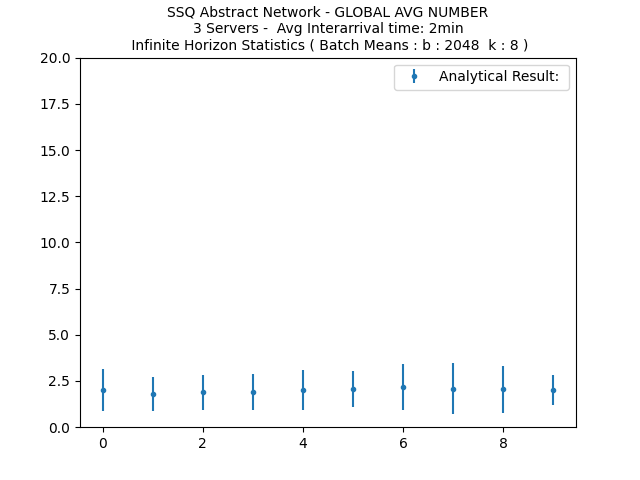 SSQ Abstract Network - GLOBAL AVG NUMBER
3 Servers -  Avg Interarrival time: 2min
Infinite Horizon Statistics ( Batch Means : b : 2048  k : 8 )
Analytical Result:
20.0
17.5
15.0
12.5
10.0
7.5
5.0
2.5
0.0
0 2 4 6 8